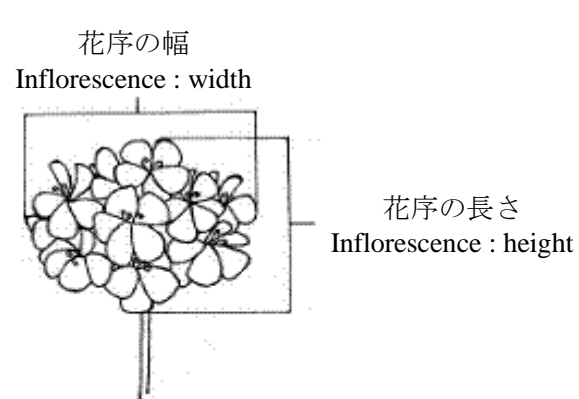 花序の幅
Inflorescence : width
花序の長さ
Inflorescence : height